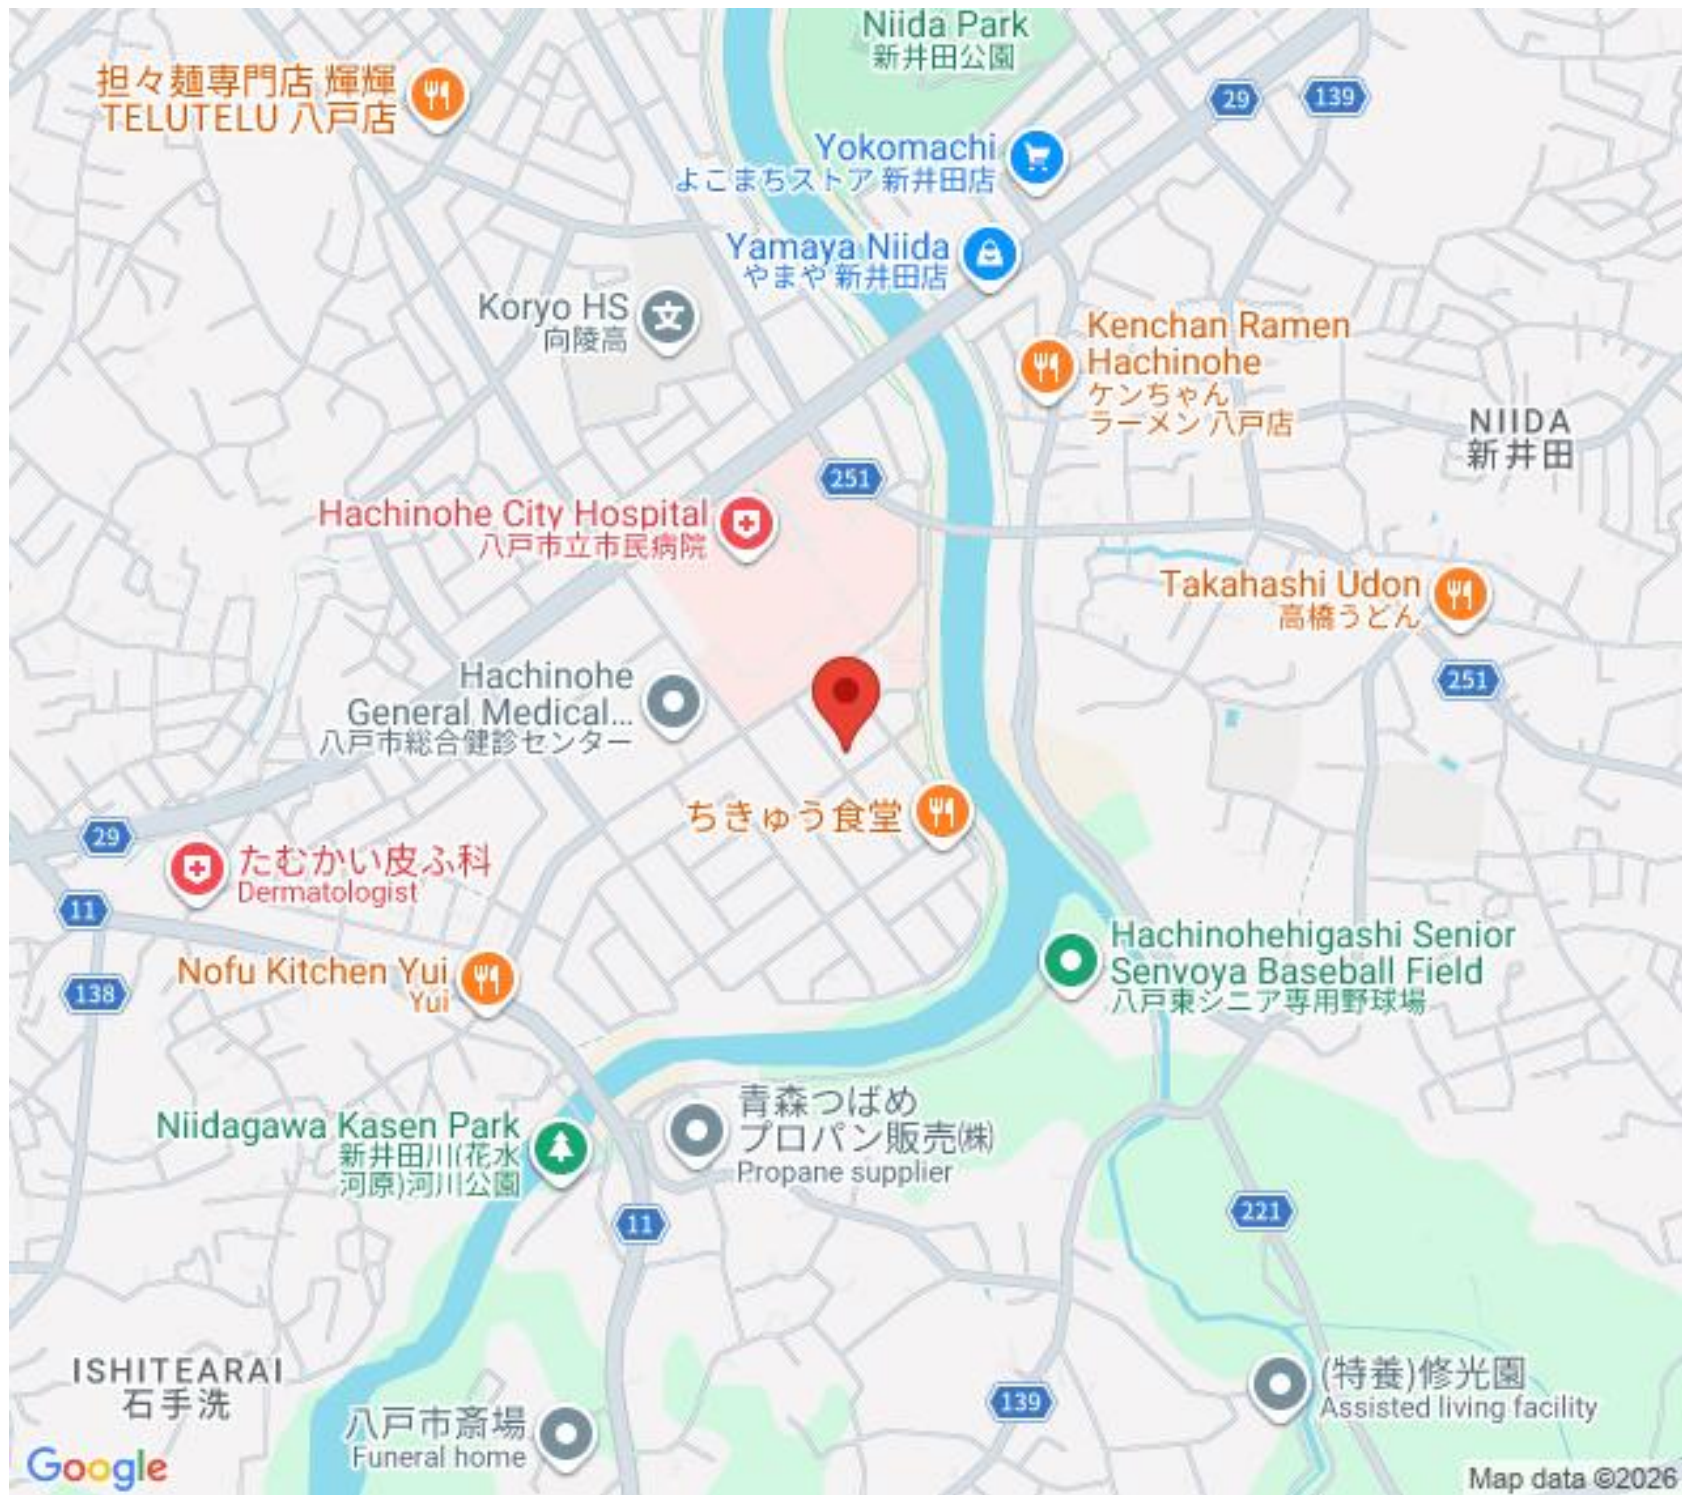 Niida Park
新井田公園
担々麺専門店 輝輝
TELUTELU 八戸店
29
139
Yokomachi
よこまちストア 新井田店
Yamaya Niida
やまや 新井田店
Koryo HS
向陵高
Kenchan Ramen
Hachinohe
ケンちゃん
ラーメン 八戸店
NIIDA
新井田
251
Hachinohe City Hospital
八戸市立市民病院
Takahashi Udon
高橋うどん
251
Hachinohe
General Medical...
八戸市総合健診センター
ちきゅう食堂
29
たむかい皮ふ科
Dermatologist
11
Hachinohehigashi Senior
Senvoya Baseball Field
八戸東シニア専用野球場
Nofu Kitchen Yui
Yui
138
青森つばめ
プロパン販売㈱
Propane supplier
Niidagawa Kasen Park
新井田川(花水
河原)河川公園
11
221
ISHITEARAI
石手洗
(特養)修光園
Assisted living facility
139
八戸市斎場
Funeral home
Google
Map data ©2026